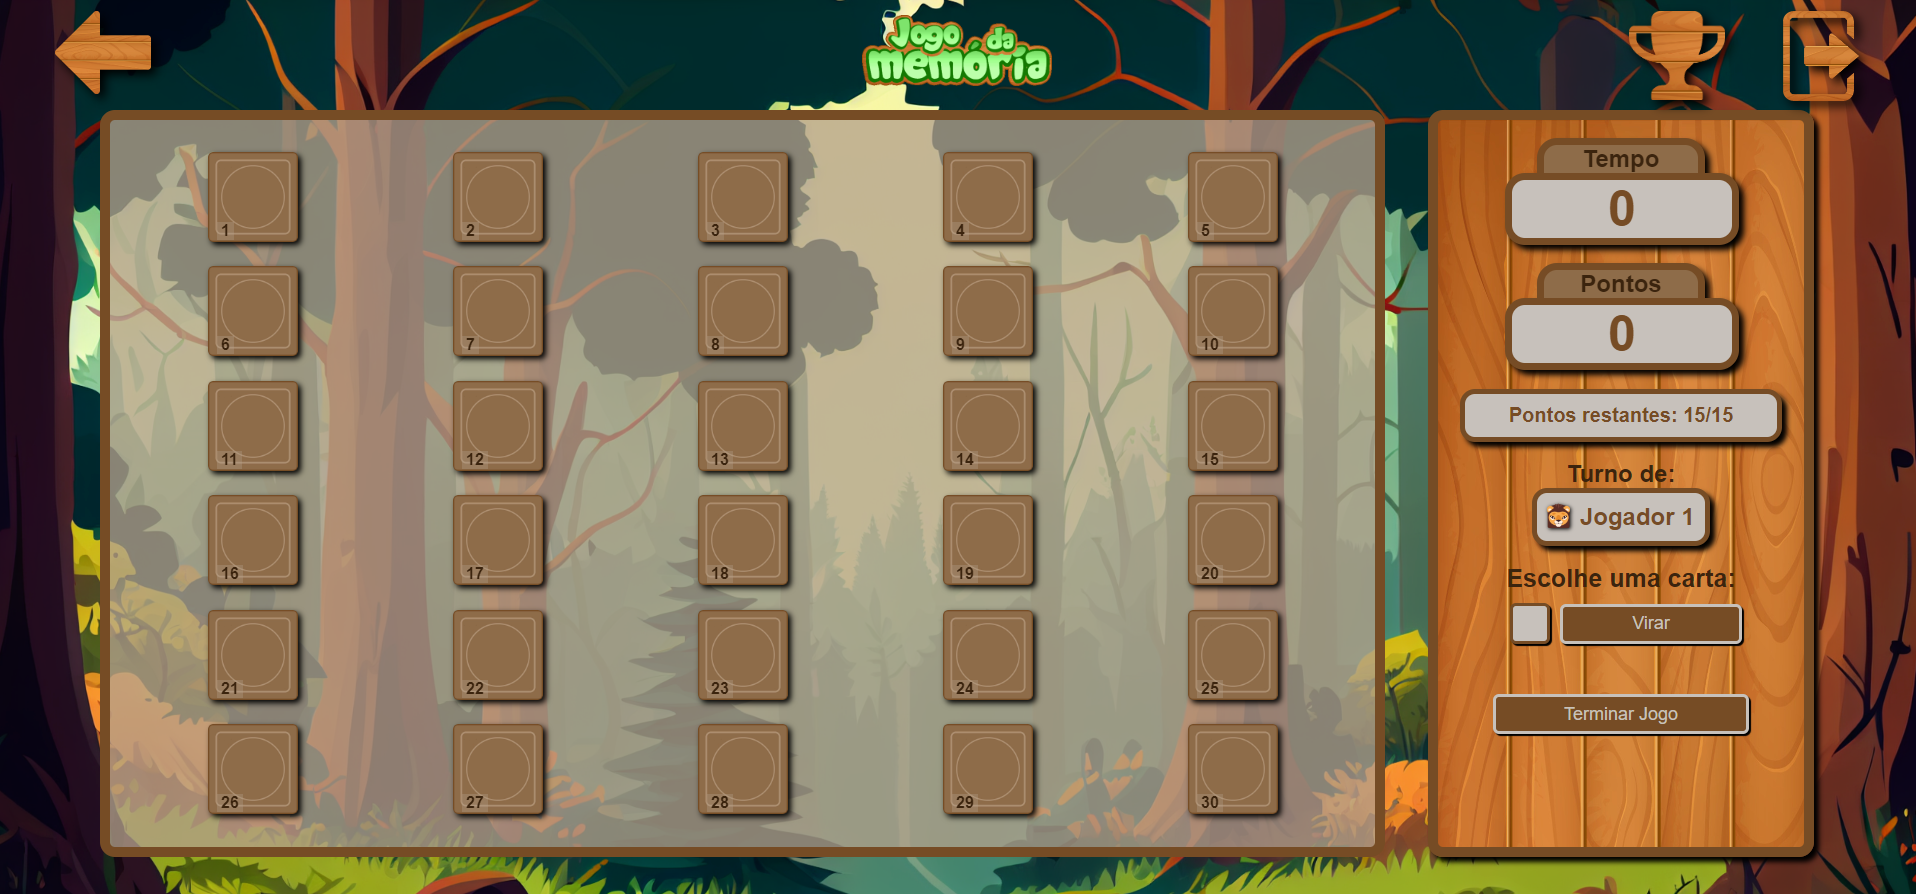 Jogo da
memória
1 2 3 4 5
6 7 8 9 10
11 12 13 14 15
16 17 18 19 20
21 22 23 24 25
26 27 28 29 30
Tempo
0
Pontos
0
Pontos restantes: 15/15
Turno de:
Jogador 1
Escolhe uma carta:
Virar
Terminar Jogo